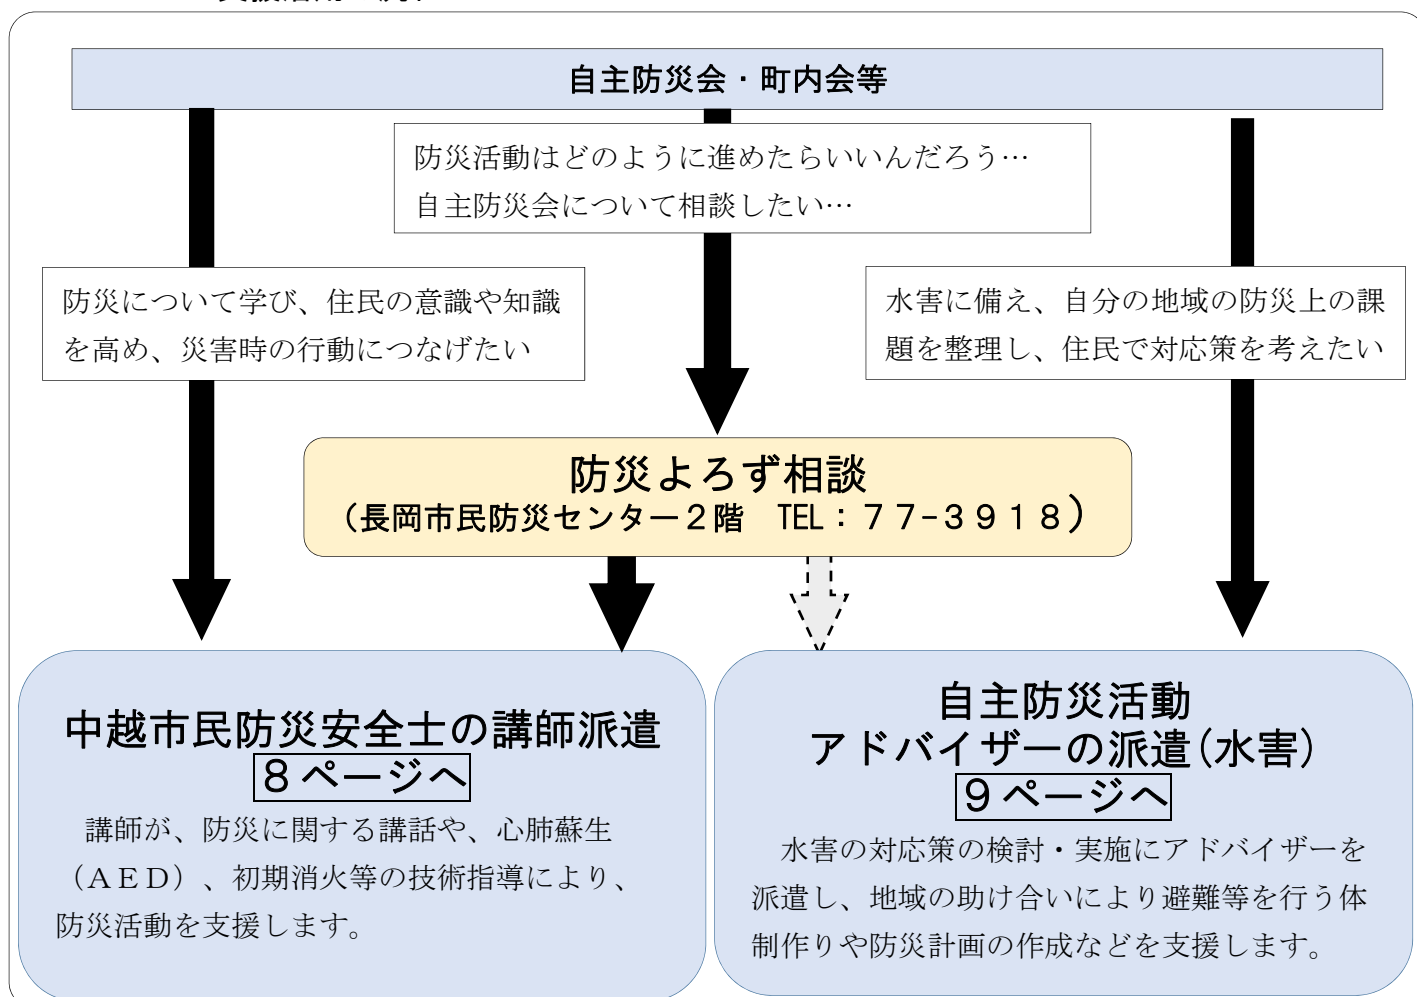 自主防災会・町内会等
防災活動はどのように進めたらいいんだろう…
自主防災会について相談したい…
防災について学び、住民の意識や知識
を高め、災害時の行動につなげたい
水害に備え、自分の地域の防災上の課
題を整理し、住民で対応策を考えたい
防災よろず相談
（長岡市民防災センター２階　TEL：７７-３９１８）
中越市民防災安全士の講師派遣
８ページへ
講師が、防災に関する講話や、心肺蘇生
（ＡＥＤ）、初期消火等の技術指導により、
防災活動を支援します。
自主防災活動
アドバイザーの派遣(水害)
９ページへ
水害の対応策の検討・実施にアドバイザーを
派遣し、地域の助け合いにより避難等を行う体
制作りや防災計画の作成などを支援します。